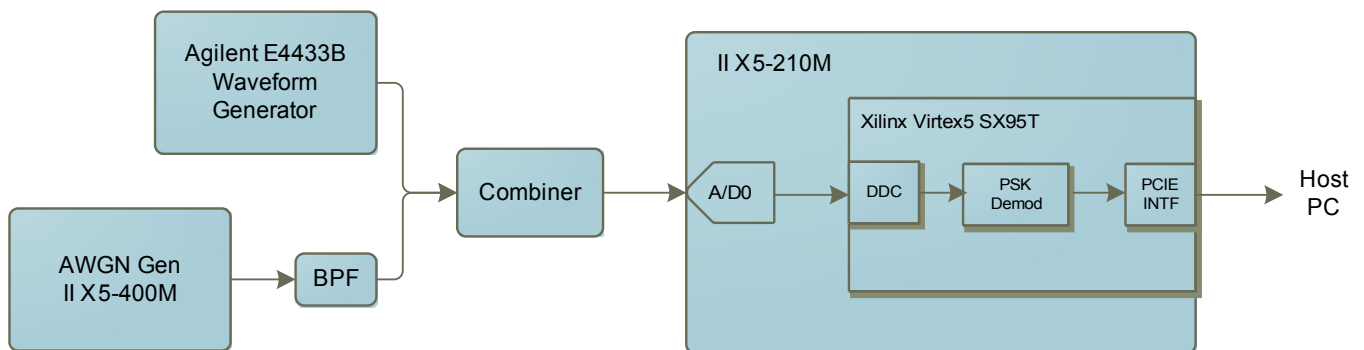 Agilent E4433B
Waveform
Generator
AWGN Gen
II X5-400M
BPF
Combiner
II X5-210M
A/D0
Xilinx Virtex5 SX95T
DDC
PSK
Demod
PCIE
INTF
Host
PC